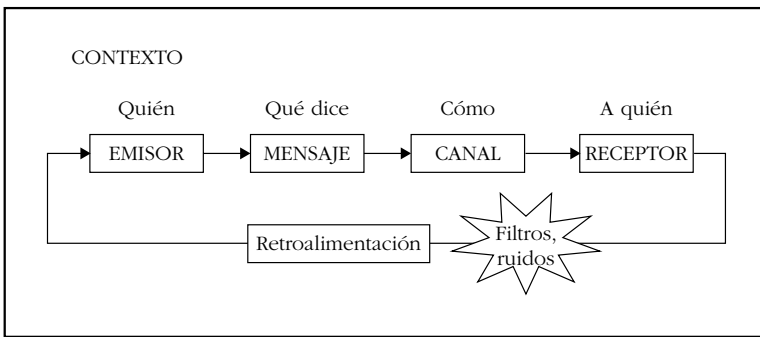 CONTEXTO
Quién Qué dice Cómo A quién
EMISOR MENSAJE CANAL RECEPTOR
Retroalimentación
Filtros,
ruidos